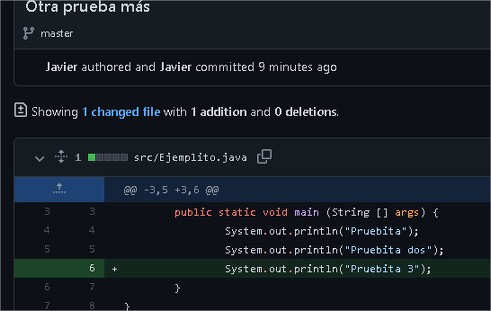 Otra prueba más
master
Javier authored and Javier committed 9 minutes ago
Showing 1 changed file with 1 addition and 0 deletions.
1 src/Ejemplito.java
@@ -3,5 +3,6 @@
3 3 public static void main (String [] args) {
4 4 System.out.println("Pruebita");
5 5 System.out.println("Pruebita dos");
6 + System.out.println("Pruebita 3");
6 7 }
7 8 }